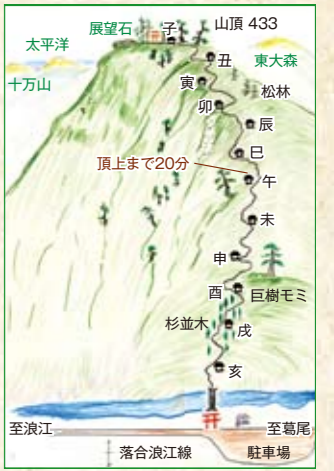 展望石
子
山頂 433
太平洋
丑
十万山
寅
東大森
卯
松林
辰
巳
頂上まで20分
午
未
申
酉
巨樹モミ
杉並木
戌
亥
至浪江
至葛尾
落合浪江線
駐車場